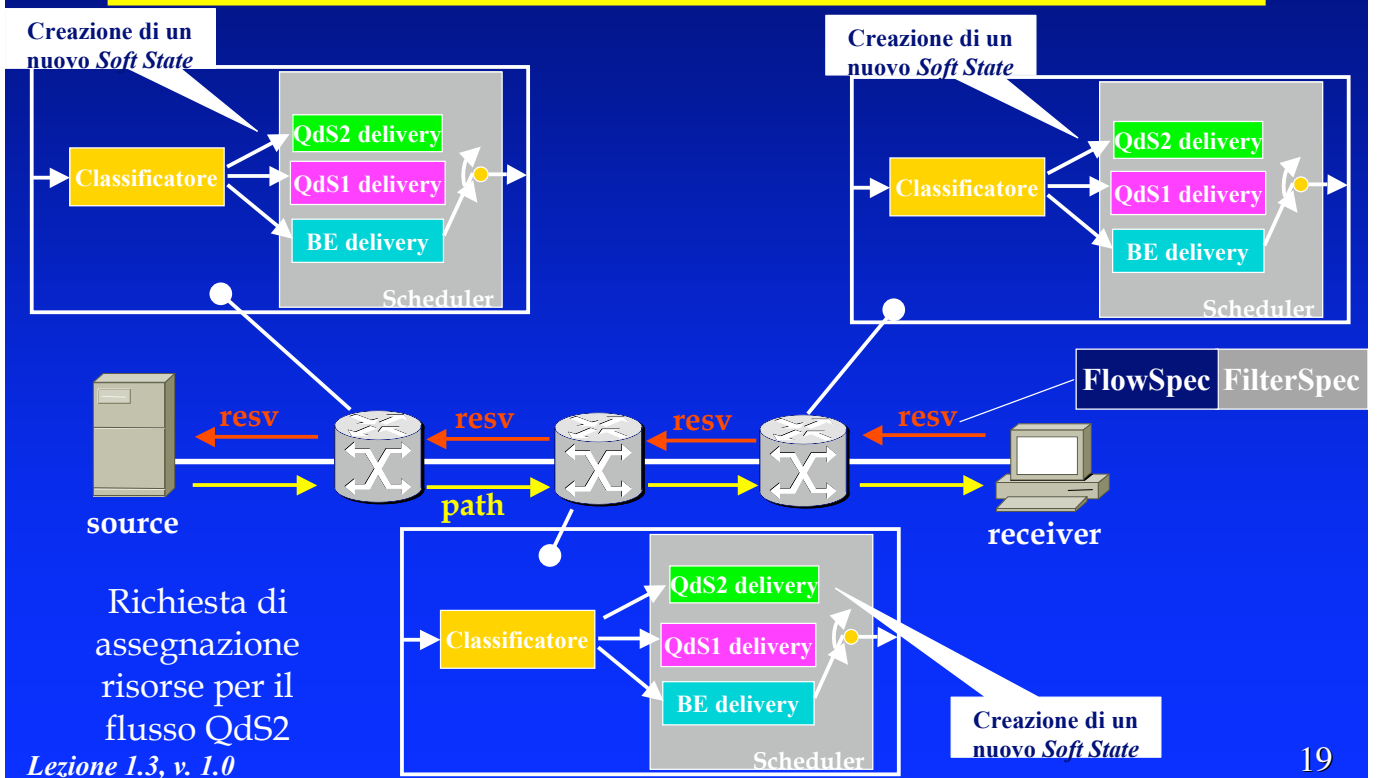 Creazione di un
nuovo Soft State
Creazione di un
nuovo Soft State
QdS2 delivery
Classificatore
QdS1 delivery
BE delivery
Scheduler
QdS2 delivery
Classificatore
QdS1 delivery
BE delivery
Scheduler
FlowSpec FilterSpec
resv
resv
resv
resv
path
source
receiver
Richiesta di
assegnazione
risorse per il
flusso QdS2
QdS2 delivery
Classificatore
QdS1 delivery
BE delivery
Scheduler
Creazione di un
nuovo Soft State
Lezione 1.3, v. 1.0
19